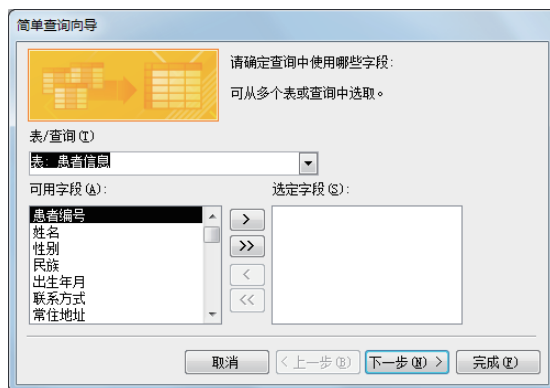 简单查询向导
请确定查询中使用哪些字段:
可从多个表或查询中选取。
表/查询(T)
表: 患者信息
可用字段(A):
选定字段(S):
患者编号
姓名
性别
民族
出生年月
联系方式
常住地址
>
>>
<
<<
取消
< 上一步(B)
下一步(N) >
完成(F)